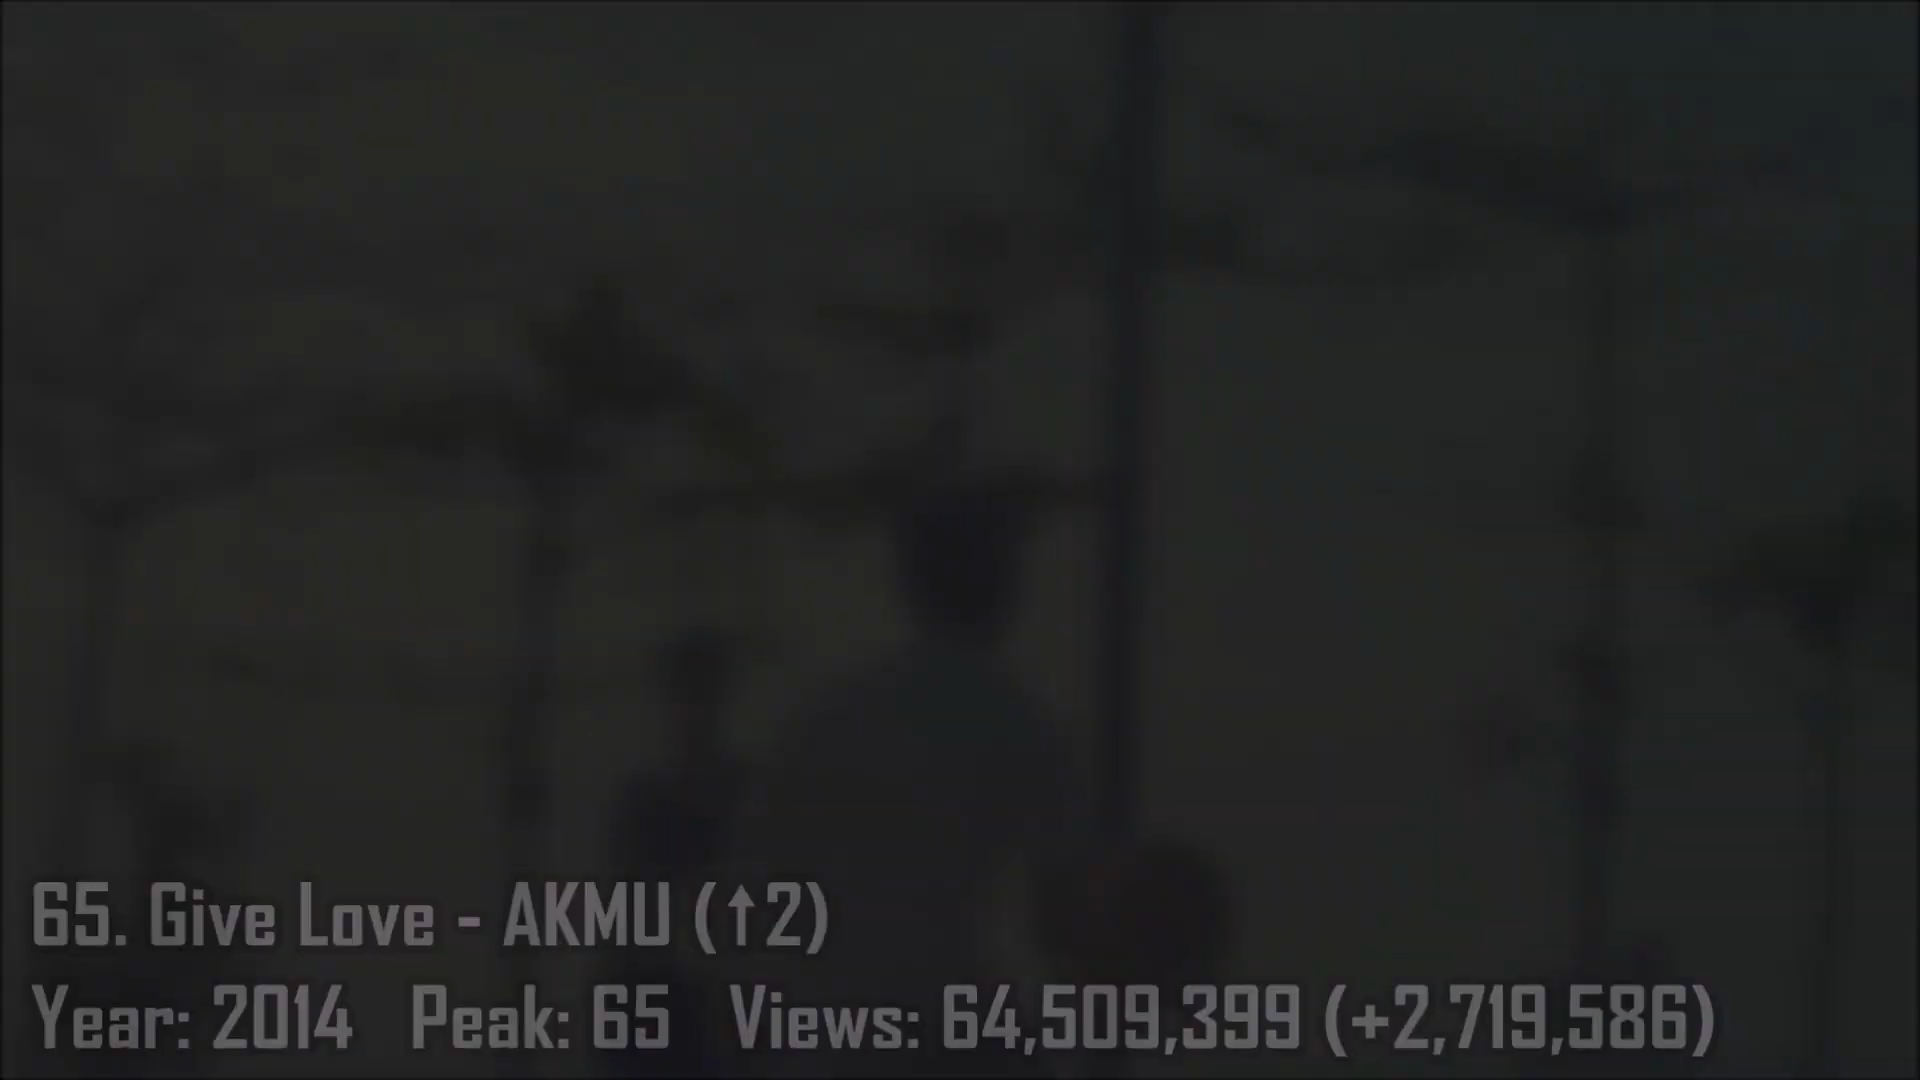 65. Give Love - AKMU (↑2)
Year: 2014 Peak: 65 Views: 64,509,399 (+2,719,586)